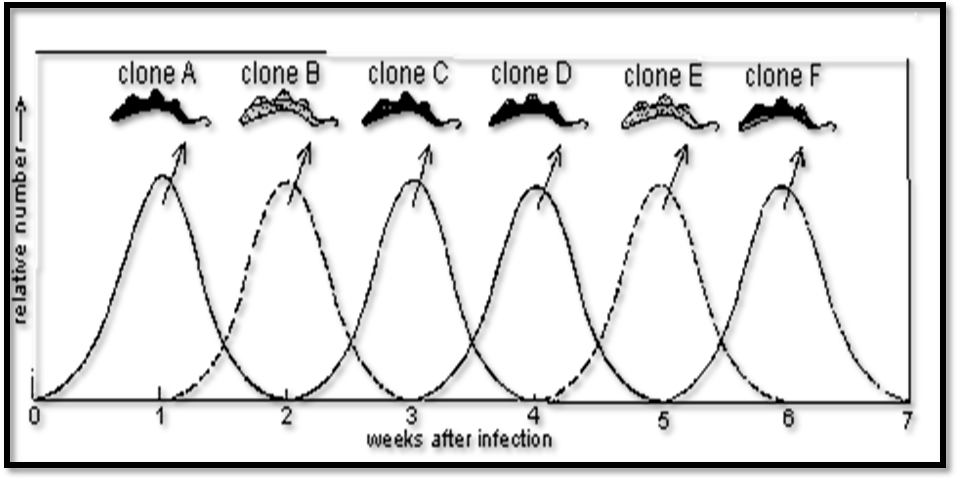 clone A clone B clone C clone D clone E clone F
relative number
0 1 2 3 4 5 6 7
weeks after infection